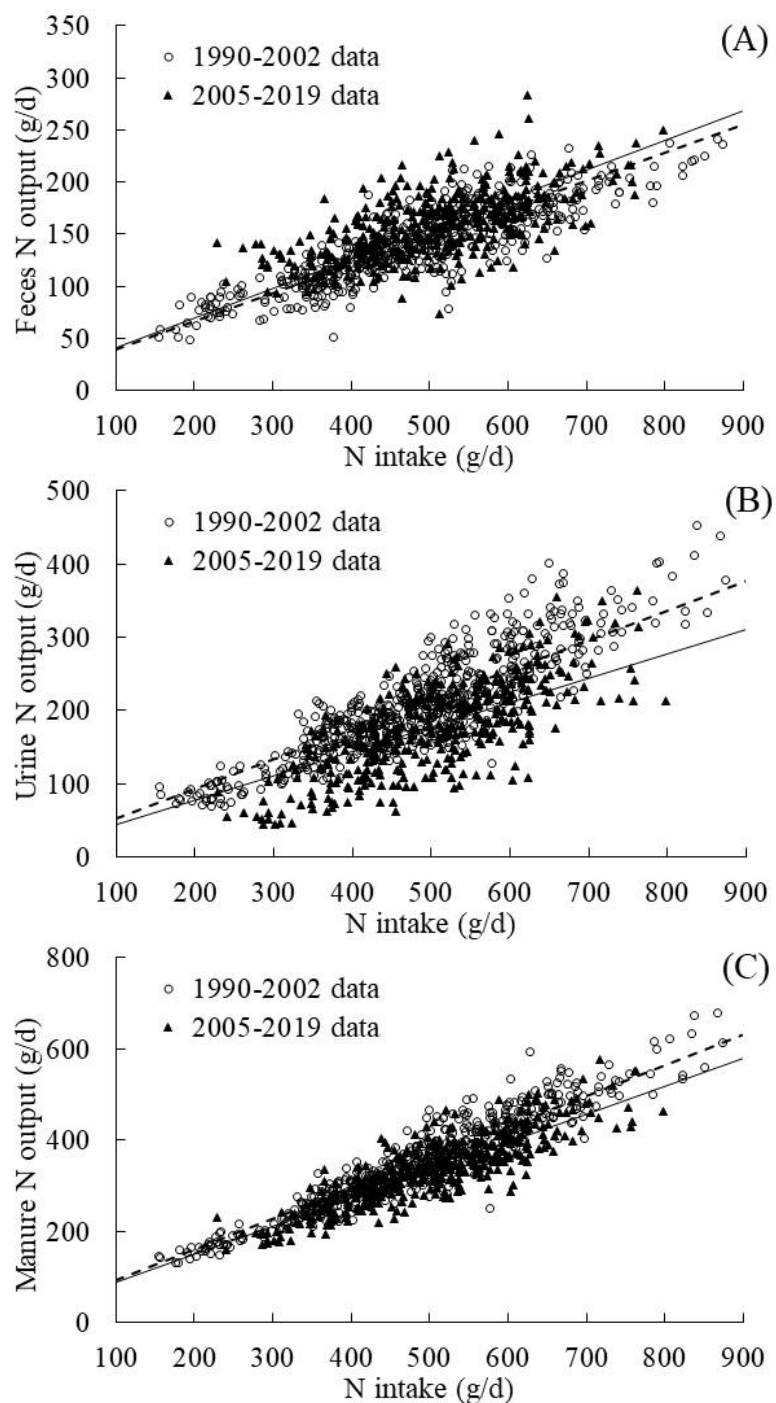 (A)
1990-2002 data
2005-2019 data
Feces N output (g/d)
350
300
250
200
150
100
50
0
100 200 300 400 500 600 700 800 900
N intake (g/d)
(B)
1990-2002 data
2005-2019 data
Urine N output (g/d)
500
400
300
200
100
0
100 200 300 400 500 600 700 800 900
N intake (g/d)
(C)
1990-2002 data
2005-2019 data
Manure N output (g/d)
800
600
400
200
0
100 200 300 400 500 600 700 800 900
N intake (g/d)